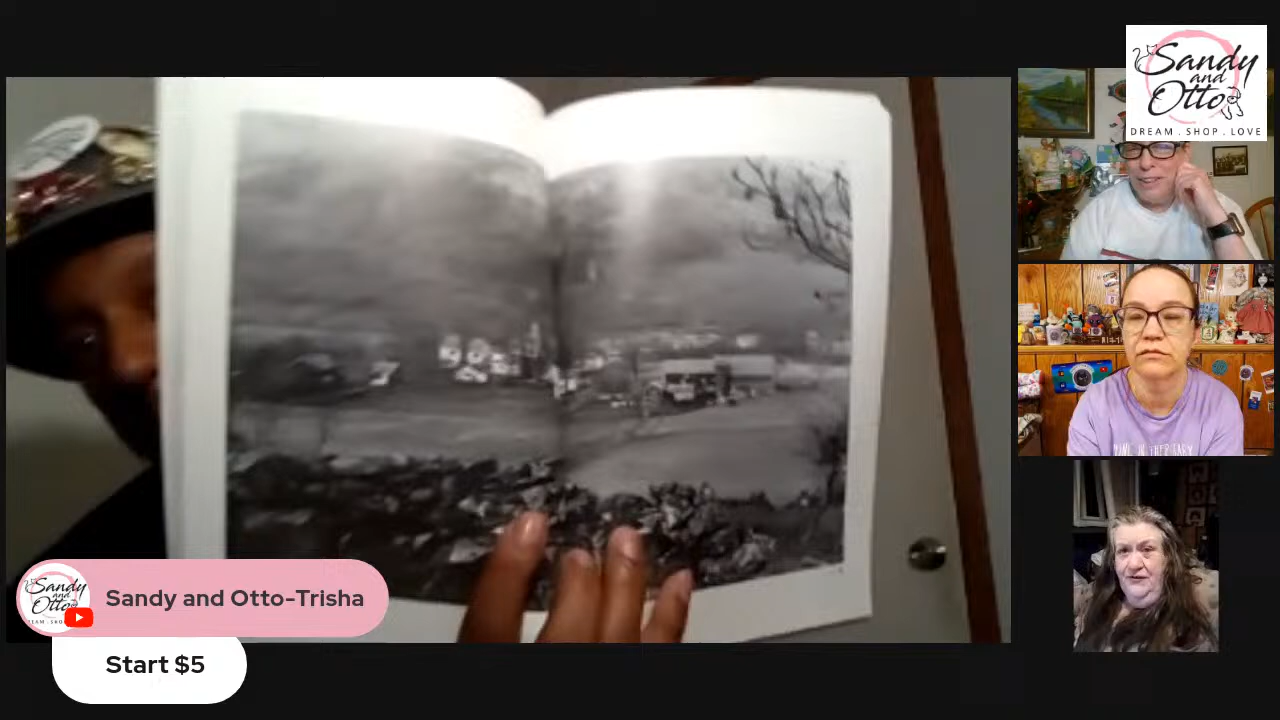 Sandy
and
Otto
DREAM.SHOP.LOVE
Sandy and Otto-Trisha
Start $5